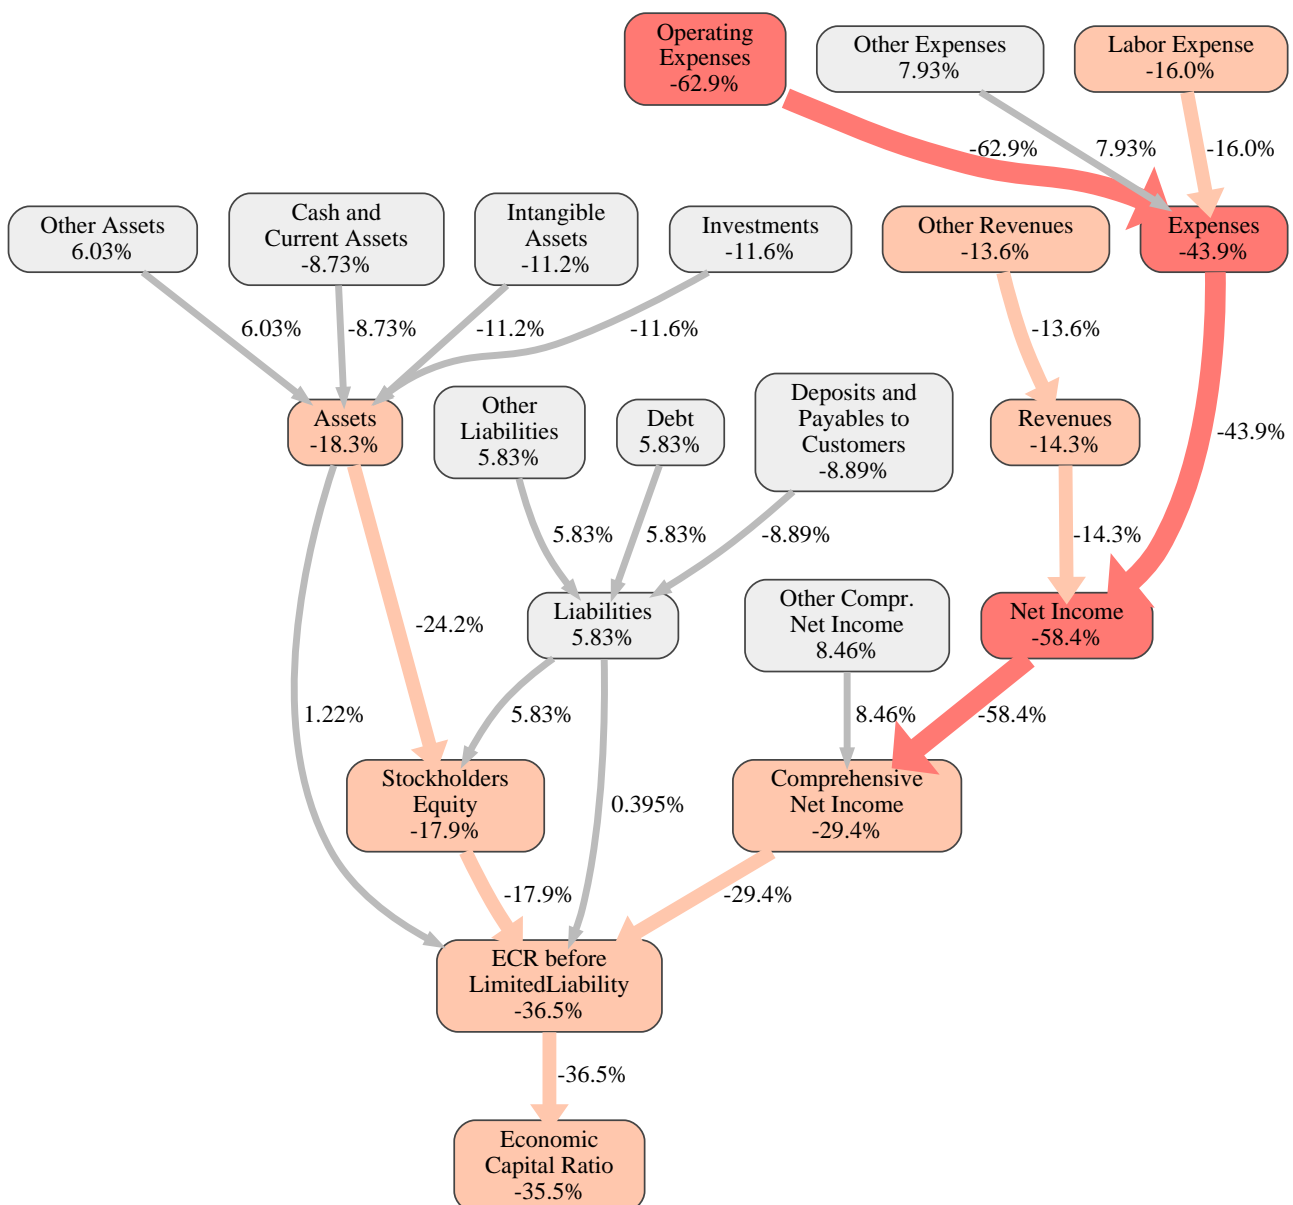 Operating
Expenses
-62.9%
Other Expenses
7.93%
Labor Expense
-16.0%
-62.9%
7.93%
-16.0%
Other Assets
6.03%
Cash and
Current Assets
-8.73%
Intangible
Assets
-11.2%
Investments
-11.6%
Other Revenues
-13.6%
Expenses
-43.9%
6.03%
-8.73%
-11.2%
-11.6%
-13.6%
Assets
-18.3%
Other
Liabilities
5.83%
Debt
5.83%
Deposits and
Payables to
Customers
-8.89%
Revenues
-14.3%
-43.9%
5.83%
5.83%
-8.89%
-14.3%
-24.2%
Liabilities
5.83%
Other Compr.
Net Income
8.46%
Net Income
-58.4%
1.22%
5.83%
8.46%
-58.4%
Stockholders
Equity
-17.9%
0.395%
Comprehensive
Net Income
-29.4%
-17.9%
-29.4%
ECR before
LimitedLiability
-36.5%
-36.5%
Economic
Capital Ratio
-35.5%